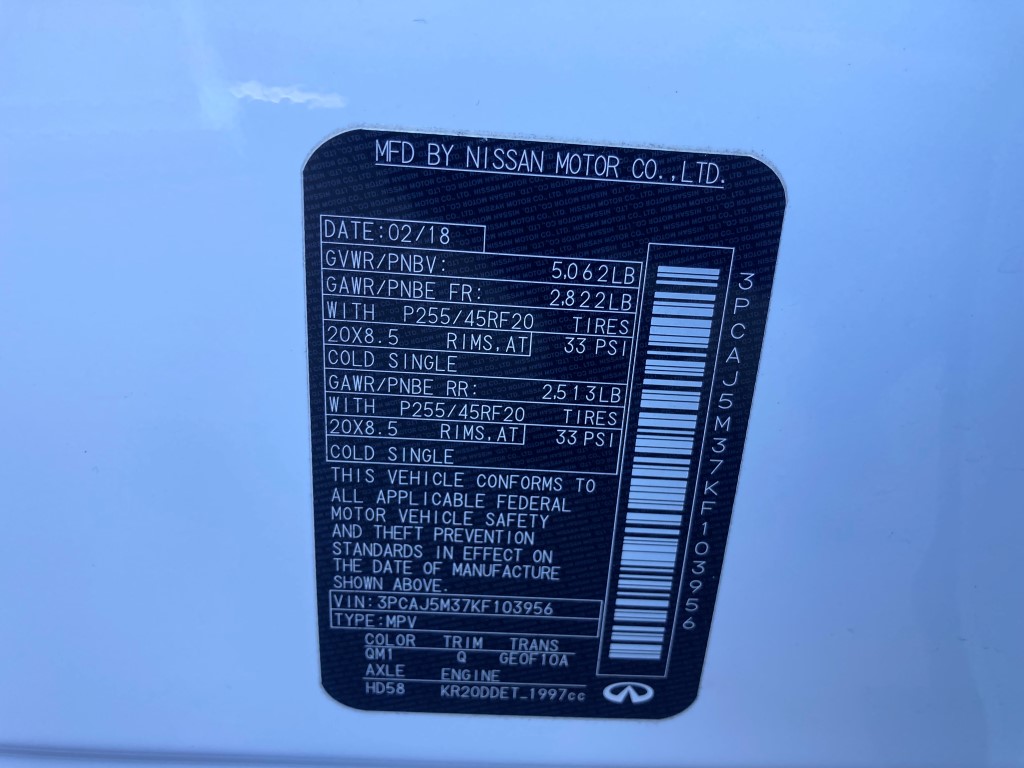 MFD BY NISSAN MOTOR CO.,LTD.
DATE:02/18
GVWR/PNBV: 5,062LB
GAWR/PNBE FR: 2,822LB
WITH P255/45RF20 TIRES
20X8.5 RIMS,AT 33 PSI
COLD SINGLE
GAWR/PNBE RR: 2,513LB
WITH P255/45RF20 TIRES
20X8.5 RIMS,AT 33 PSI
COLD SINGLE
THIS VEHICLE CONFORMS TO
ALL APPLICABLE FEDERAL
MOTOR VEHICLE SAFETY
AND THEFT PREVENTION
STANDARDS IN EFFECT ON
THE DATE OF MANUFACTURE
SHOWN ABOVE.
VIN:3PCAJ5M37KF103956
TYPE:MPV
COLOR TRIM TRANS
QM1 Q GE0F10A
AXLE ENGINE
HD58 KR20DDET_1997cc
3PCAJ5M37KF103956